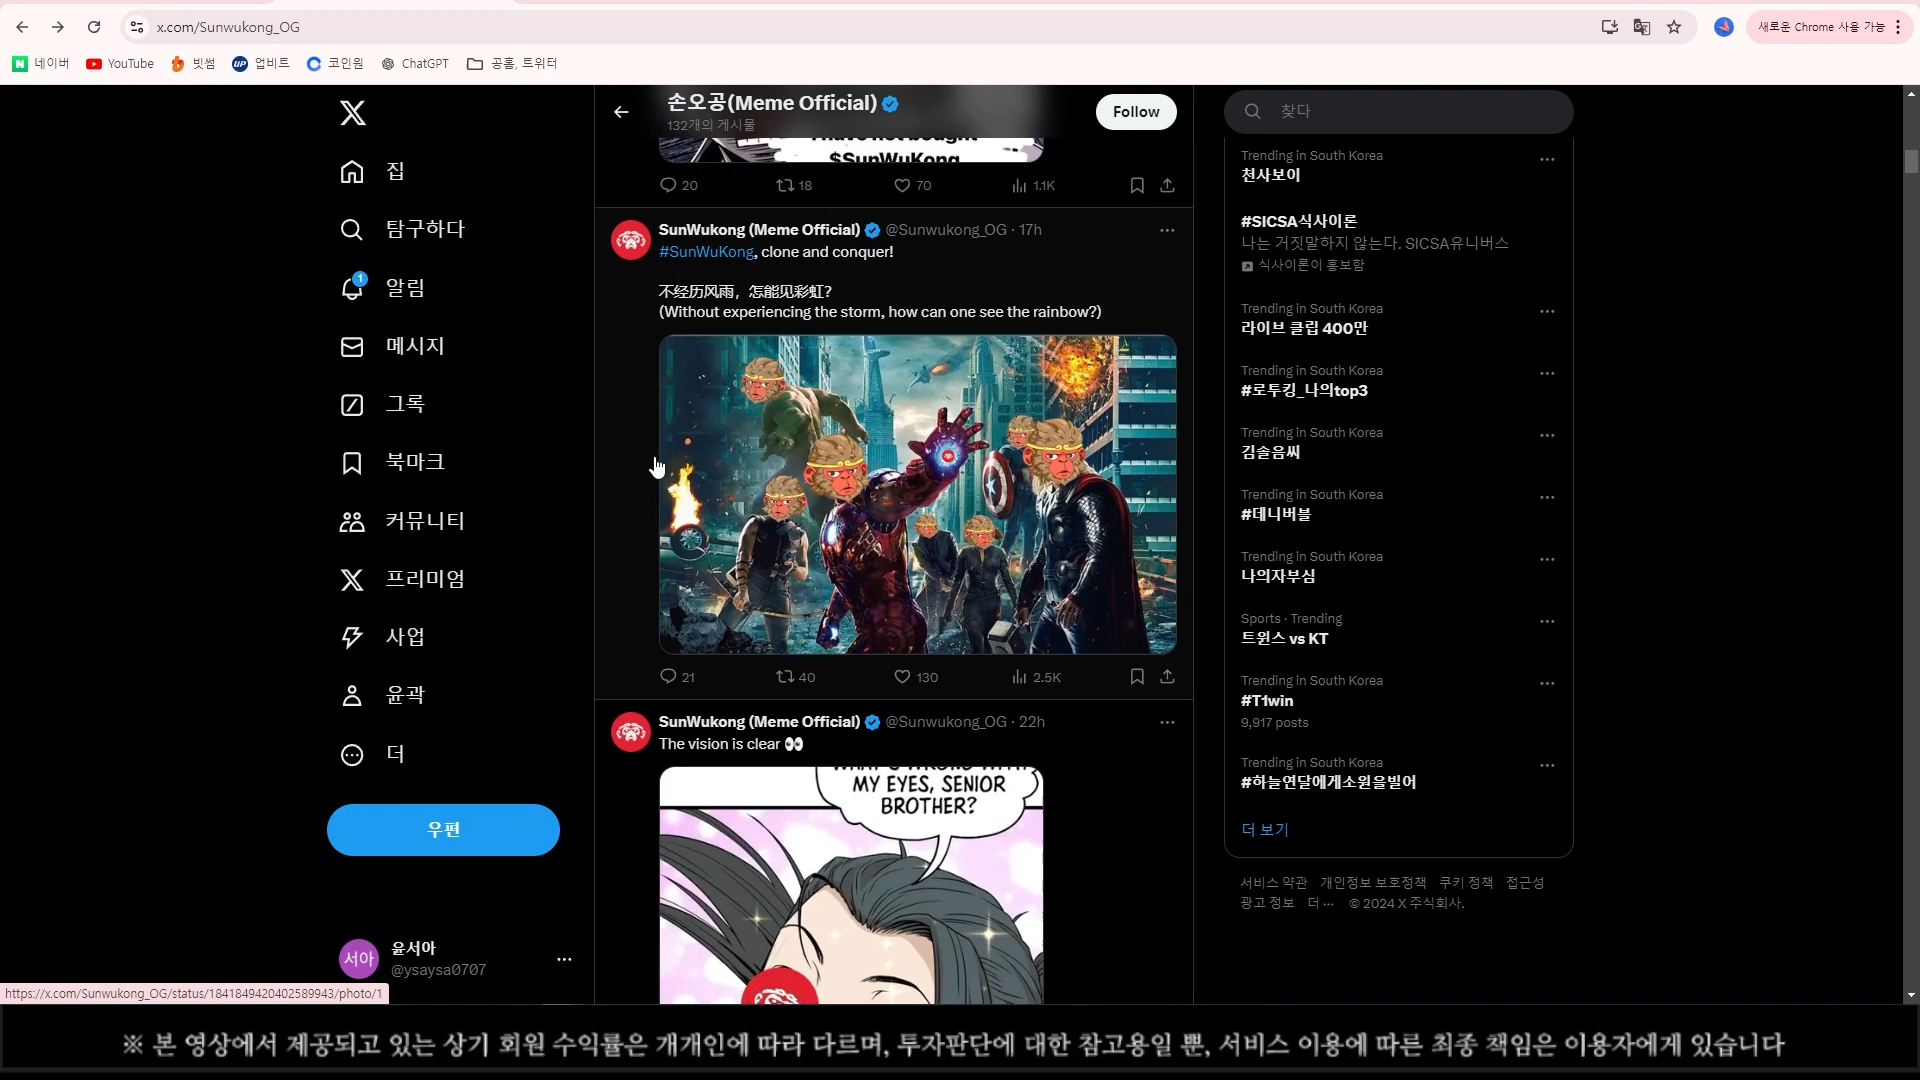 x.com/Sunwukong_OG
새로운 Chrome 사용 가능
네이버
YouTube
빗썸
업비트
코인원
ChatGPT
공홈, 트위터
집
탐구하다
1
알림
메시지
그록
북마크
커뮤니티
프리미엄
사업
윤곽
더
우편
서아
윤서아
@ysaysa0707
https://x.com/Sunwukong_OG/status/1841849420402589943/photo/1
손오공(Meme Official)
132개의 게시물
Follow
I have not bought
$SunWuKong
20 18 70 1.1K
SunWukong (Meme Official) @Sunwukong_OG · 17h
#SunWuKong, clone and conquer!
不经历风雨，怎能见彩虹?
(Without experiencing the storm, how can one see the rainbow?)
21 40 130 2.5K
SunWukong (Meme Official) @Sunwukong_OG · 22h
The vision is clear 👀
WHAT'S WRONG WITH
MY EYES, SENIOR
BROTHER?
찾다
Trending in South Korea
천사보이
#SICSA식사이론
나는 거짓말하지 않는다. SICSA유니버스
식사이론이 홍보함
Trending in South Korea
라이브 클립 400만
Trending in South Korea
#로투킹_나의top3
Trending in South Korea
김솔음씨
Trending in South Korea
#데니버블
Trending in South Korea
나의자부심
Sports · Trending
트윈스 vs KT
Trending in South Korea
#T1win
9,917 posts
Trending in South Korea
#하늘연달에게소원을빌어
더 보기
서비스 약관 개인정보 보호정책 쿠키 정책 접근성
광고 정보 더 ··· © 2024 X 주식회사.
※ 본 영상에서 제공되고 있는 상기 회원 수익률은 개개인에 따라 다르며, 투자판단에 대한 참고용일 뿐, 서비스 이용에 따른 최종 책임은 이용자에게 있습니다